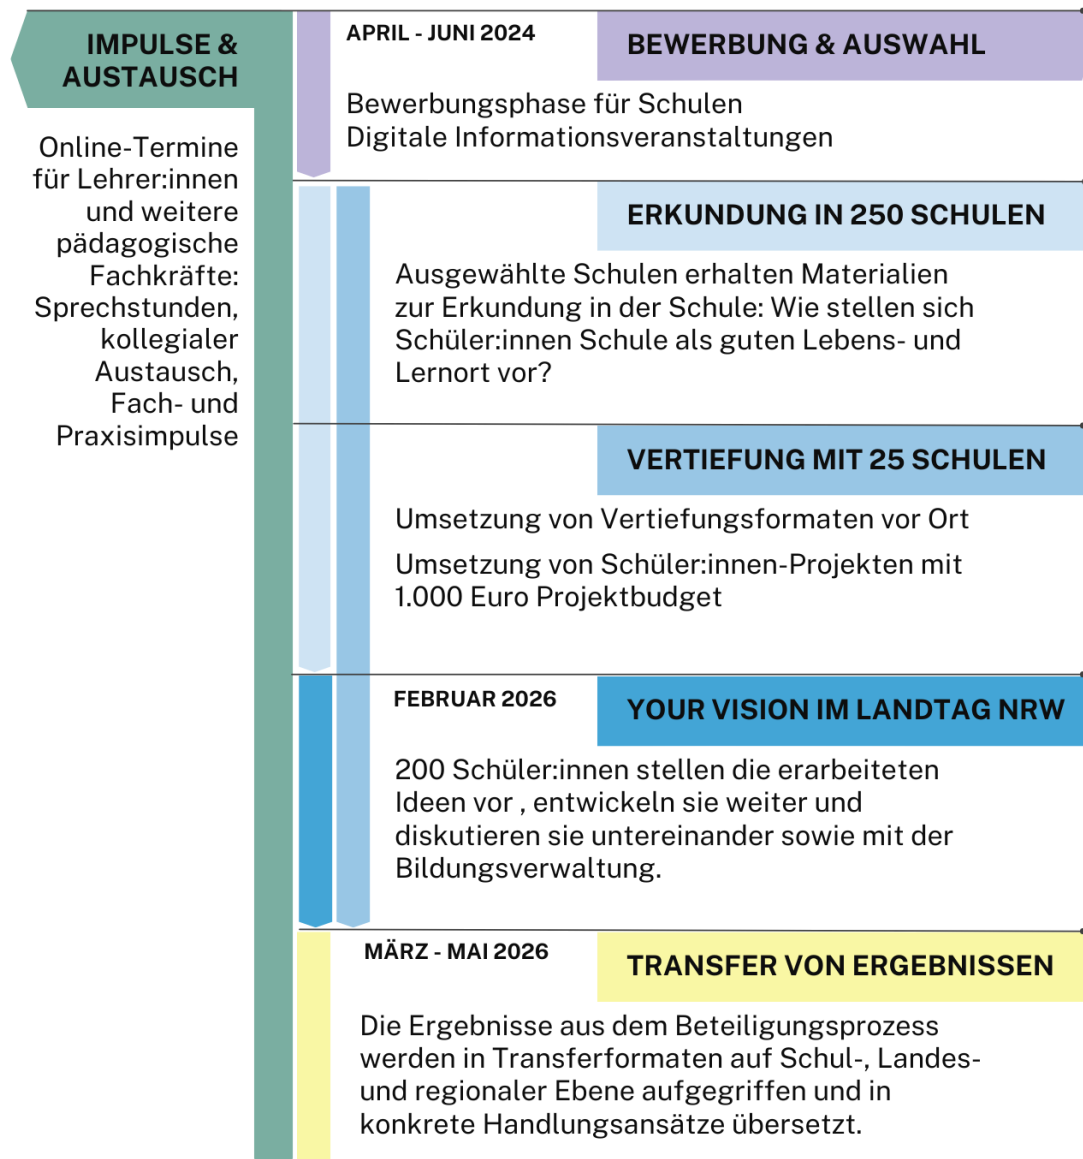 IMPULSE &
AUSTAUSCH
Online-Termine
für Lehrer:innen
und weitere
pädagogische
Fachkräfte:
Sprechstunden,
kollegialer
Austausch,
Fach- und
Praxisimpulse
APRIL - JUNI 2024
BEWERBUNG & AUSWAHL
Bewerbungsphase für Schulen
Digitale Informationsveranstaltungen
ERKUNDUNG IN 250 SCHULEN
Ausgewählte Schulen erhalten Materialien
zur Erkundung in der Schule: Wie stellen sich
Schüler:innen Schule als guten Lebens- und
Lernort vor?
VERTIEFUNG MIT 25 SCHULEN
Umsetzung von Vertiefungsformaten vor Ort
Umsetzung von Schüler:innen-Projekten mit
1.000 Euro Projektbudget
FEBRUAR 2026
YOUR VISION IM LANDTAG NRW
200 Schüler:innen stellen die erarbeiteten
Ideen vor , entwickeln sie weiter und
diskutieren sie untereinander sowie mit der
Bildungsverwaltung.
MÄRZ - MAI 2026
TRANSFER VON ERGEBNISSEN
Die Ergebnisse aus dem Beteiligungsprozess
werden in Transferformaten auf Schul-, Landes-
und regionaler Ebene aufgegriffen und in
konkrete Handlungsansätze übersetzt.